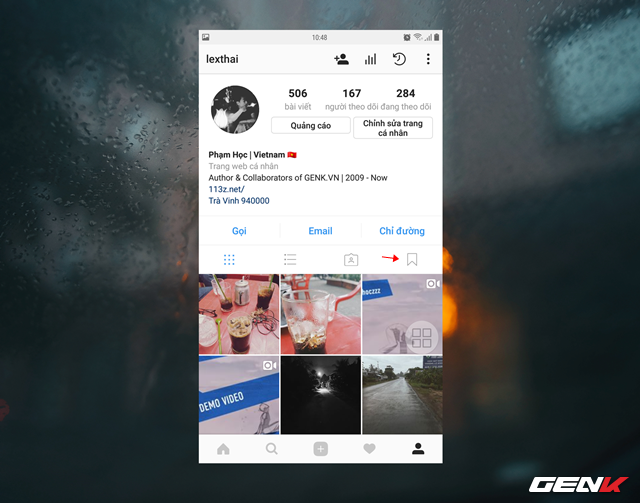 10:48
lexthai
506 167 284
bài viết người theo dõi đang theo dõi
Quảng cáo
Chỉnh sửa trang
cá nhân
Phạm Học | Vietnam 🇻🇳
Trang web cá nhân
Author & Collaborators of GENK.VN | 2009 - Now
113z.net/
Trà Vinh 940000
Gọi Email Chỉ đường
hoczzz
DEMO VIDEO
GENK